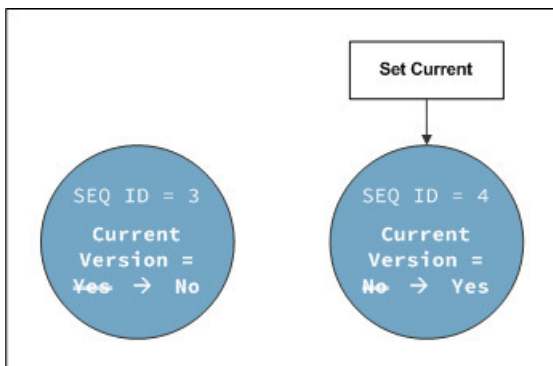 Set Current
SEQ ID = 3
Current
Version =
Yes → No
SEQ ID = 4
Current
Version =
No → Yes